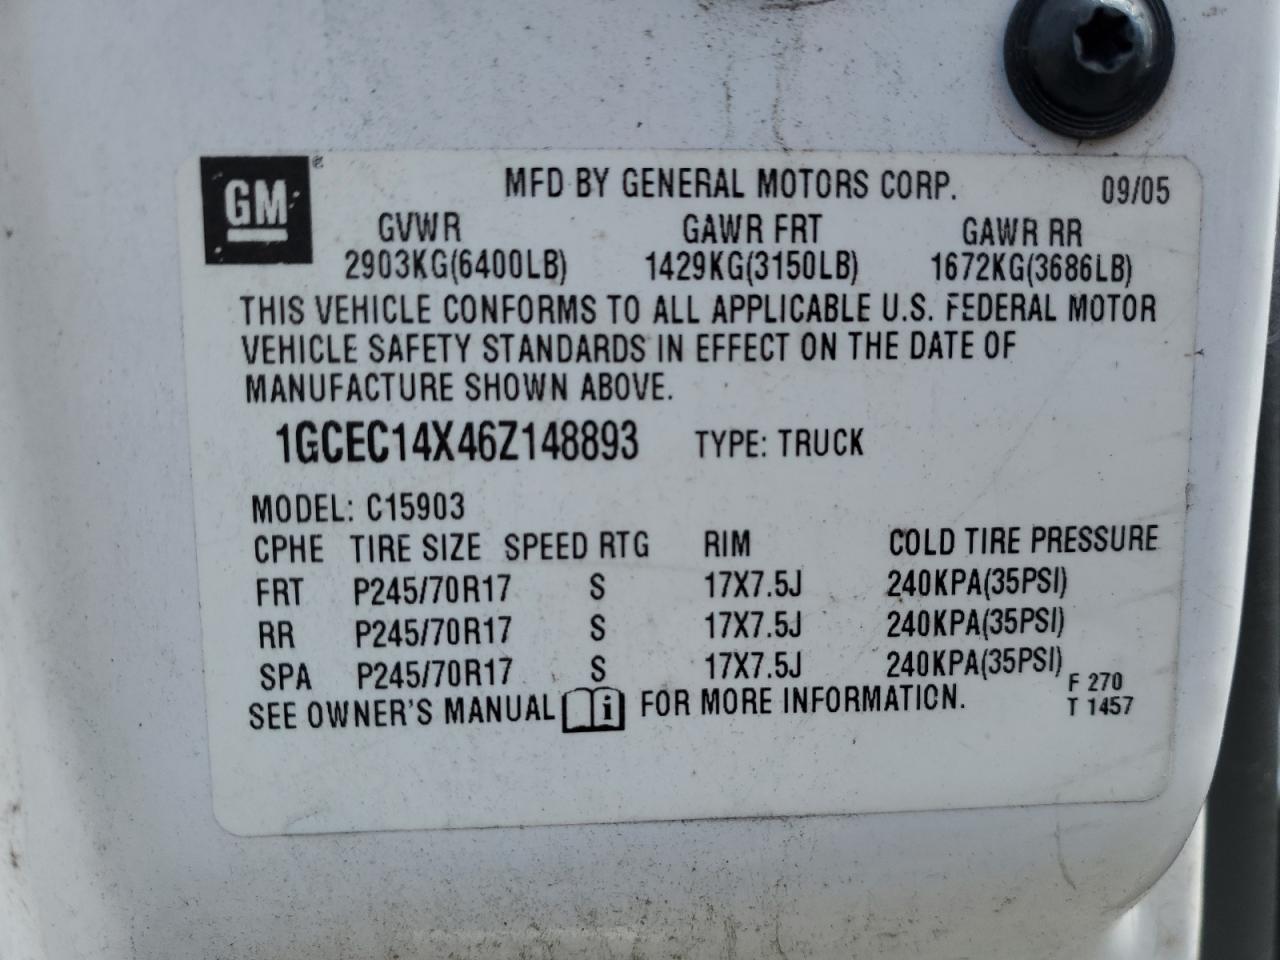 GM®
MFD BY GENERAL MOTORS CORP. 09/05
GVWR GAWR FRT GAWR RR
2903KG(6400LB) 1429KG(3150LB) 1672KG(3686LB)
THIS VEHICLE CONFORMS TO ALL APPLICABLE U.S. FEDERAL MOTOR
VEHICLE SAFETY STANDARDS IN EFFECT ON THE DATE OF
MANUFACTURE SHOWN ABOVE.
1GCEC14X46Z148893 TYPE: TRUCK
MODEL: C15903
CPHE TIRE SIZE SPEED RTG RIM COLD TIRE PRESSURE
FRT P245/70R17 S 17X7.5J 240KPA(35PSI)
RR P245/70R17 S 17X7.5J 240KPA(35PSI)
SPA P245/70R17 S 17X7.5J 240KPA(35PSI)
SEE OWNER'S MANUAL i FOR MORE INFORMATION.
F 270
T 1457